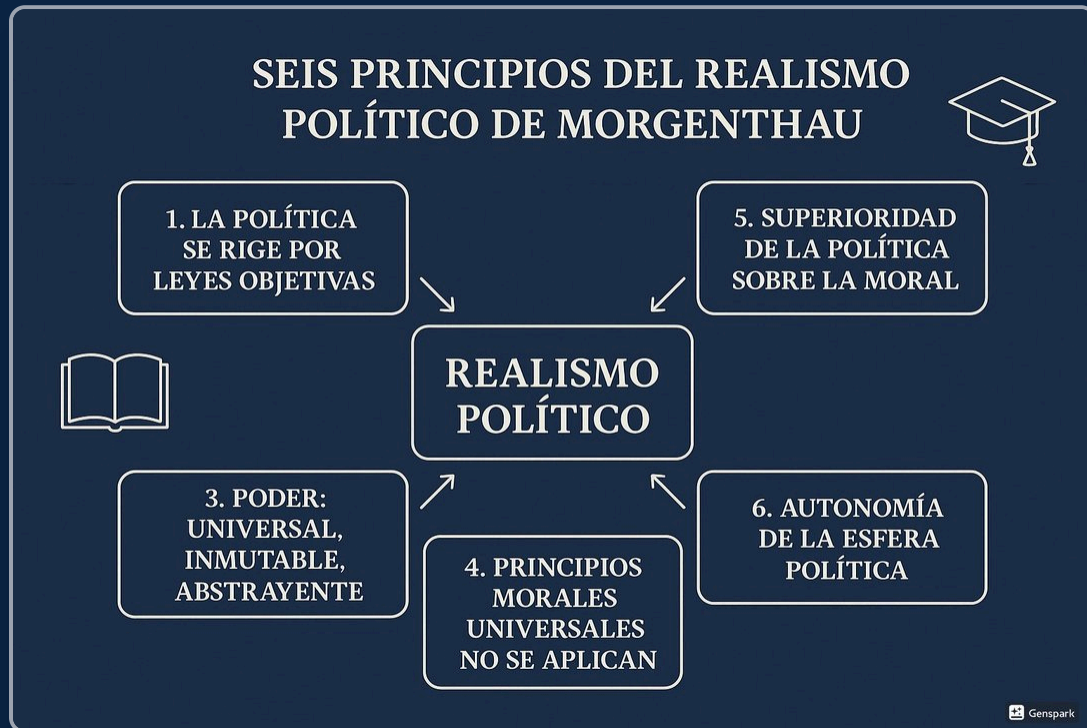 SEIS PRINCIPIOS DEL REALISMO
POLÍTICO DE MORGENTHAU
1. LA POLÍTICA
SE RIGE POR
LEYES OBJETIVAS
5. SUPERIORIDAD
DE LA POLÍTICA
SOBRE LA MORAL
REALISMO
POLÍTICO
3. PODER:
UNIVERSAL,
INMUTABLE,
ABSTRAYENTE
4. PRINCIPIOS
MORALES
UNIVERSALES
NO SE APLICAN
6. AUTONOMÍA
DE LA ESFERA
POLÍTICA
Genspark